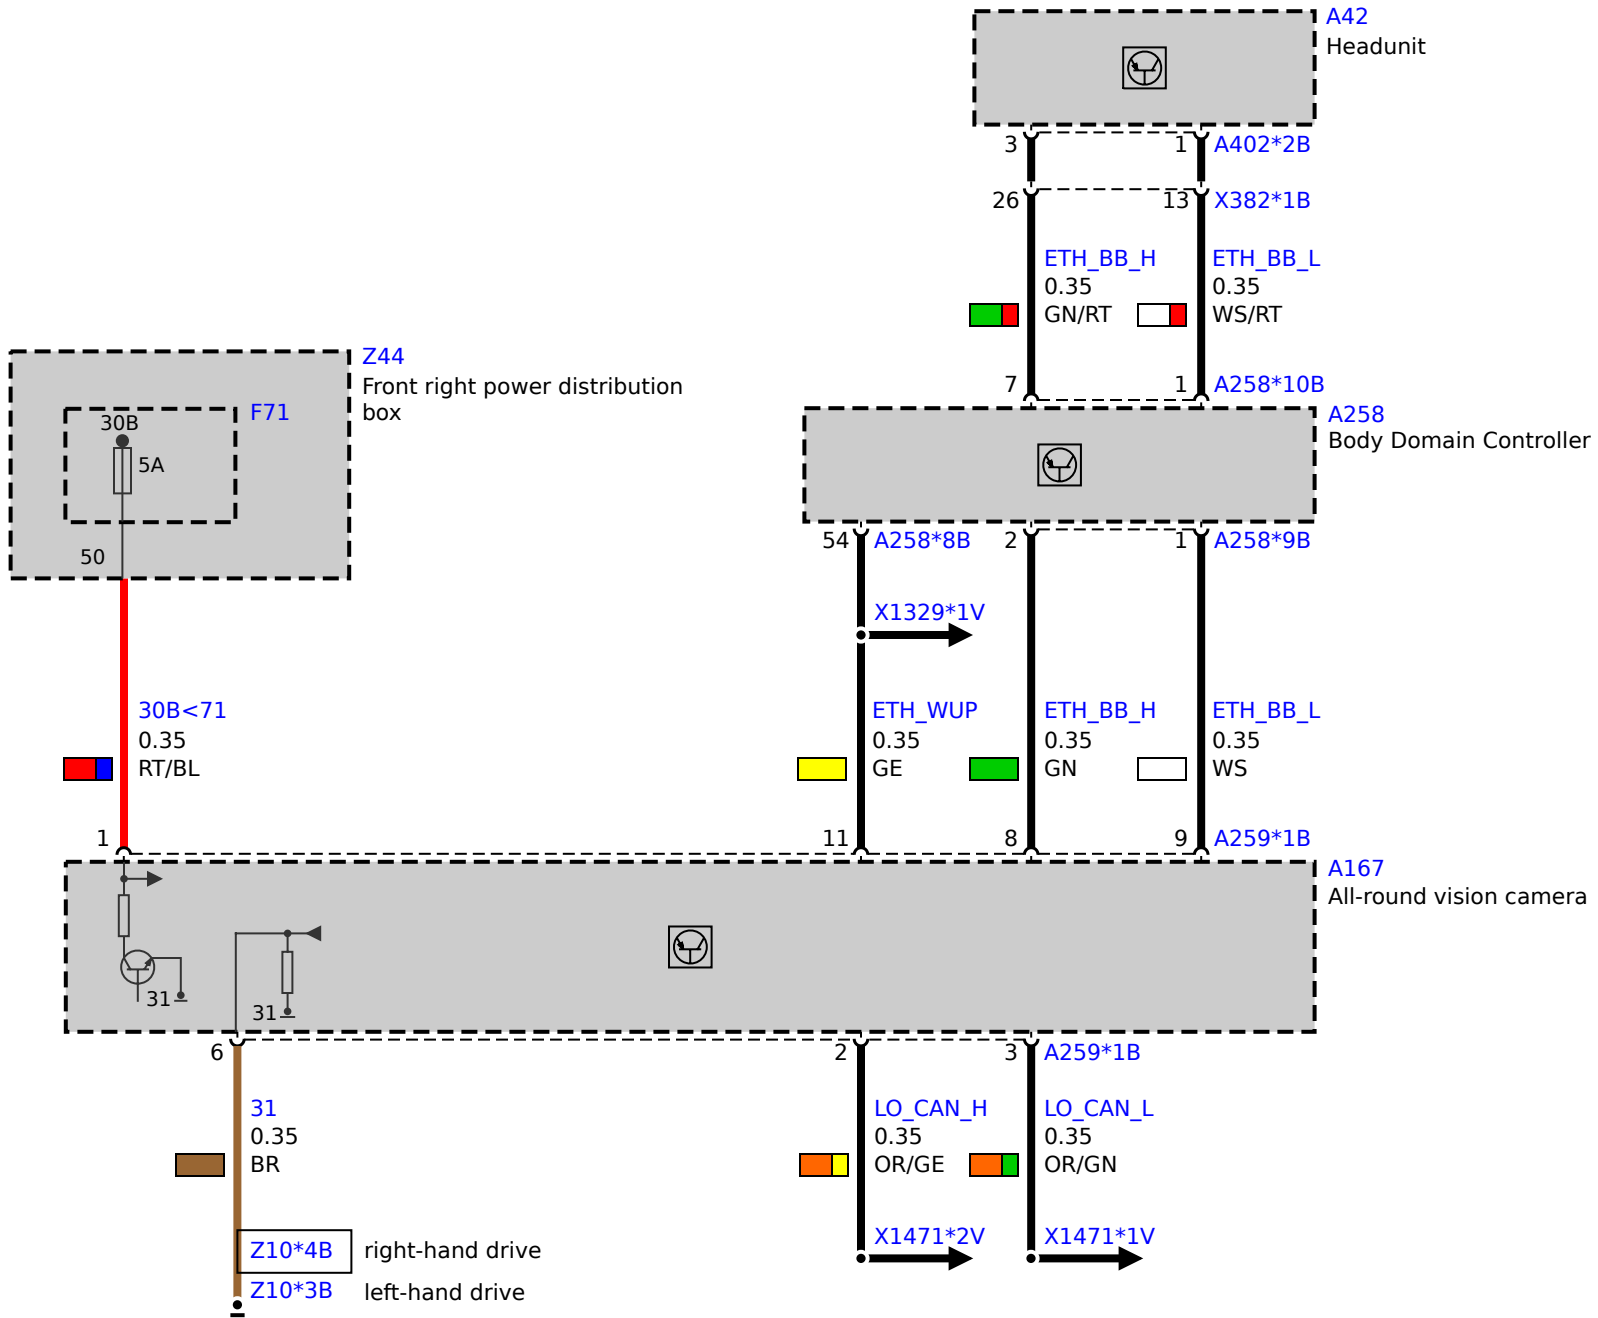 A42
Headunit
3
1
A402*2B
26
13
X382*1B
ETH_BB_H
0.35
GN/RT
ETH_BB_L
0.35
WS/RT
7
1
A258*10B
Z44
Front right power distribution
box
F71
30B
5A
50
A258
Body Domain Controller
54
A258*8B
2
1
A258*9B
X1329*1V
30B<71
0.35
RT/BL
ETH_WUP
0.35
GE
ETH_BB_H
0.35
GN
ETH_BB_L
0.35
WS
1
11
8
9
A259*1B
A167
All-round vision camera
31
31
6
2
3
A259*1B
31
0.35
BR
LO_CAN_H
0.35
OR/GE
LO_CAN_L
0.35
OR/GN
X1471*2V
X1471*1V
Z10*4B
right-hand drive
Z10*3B
left-hand drive